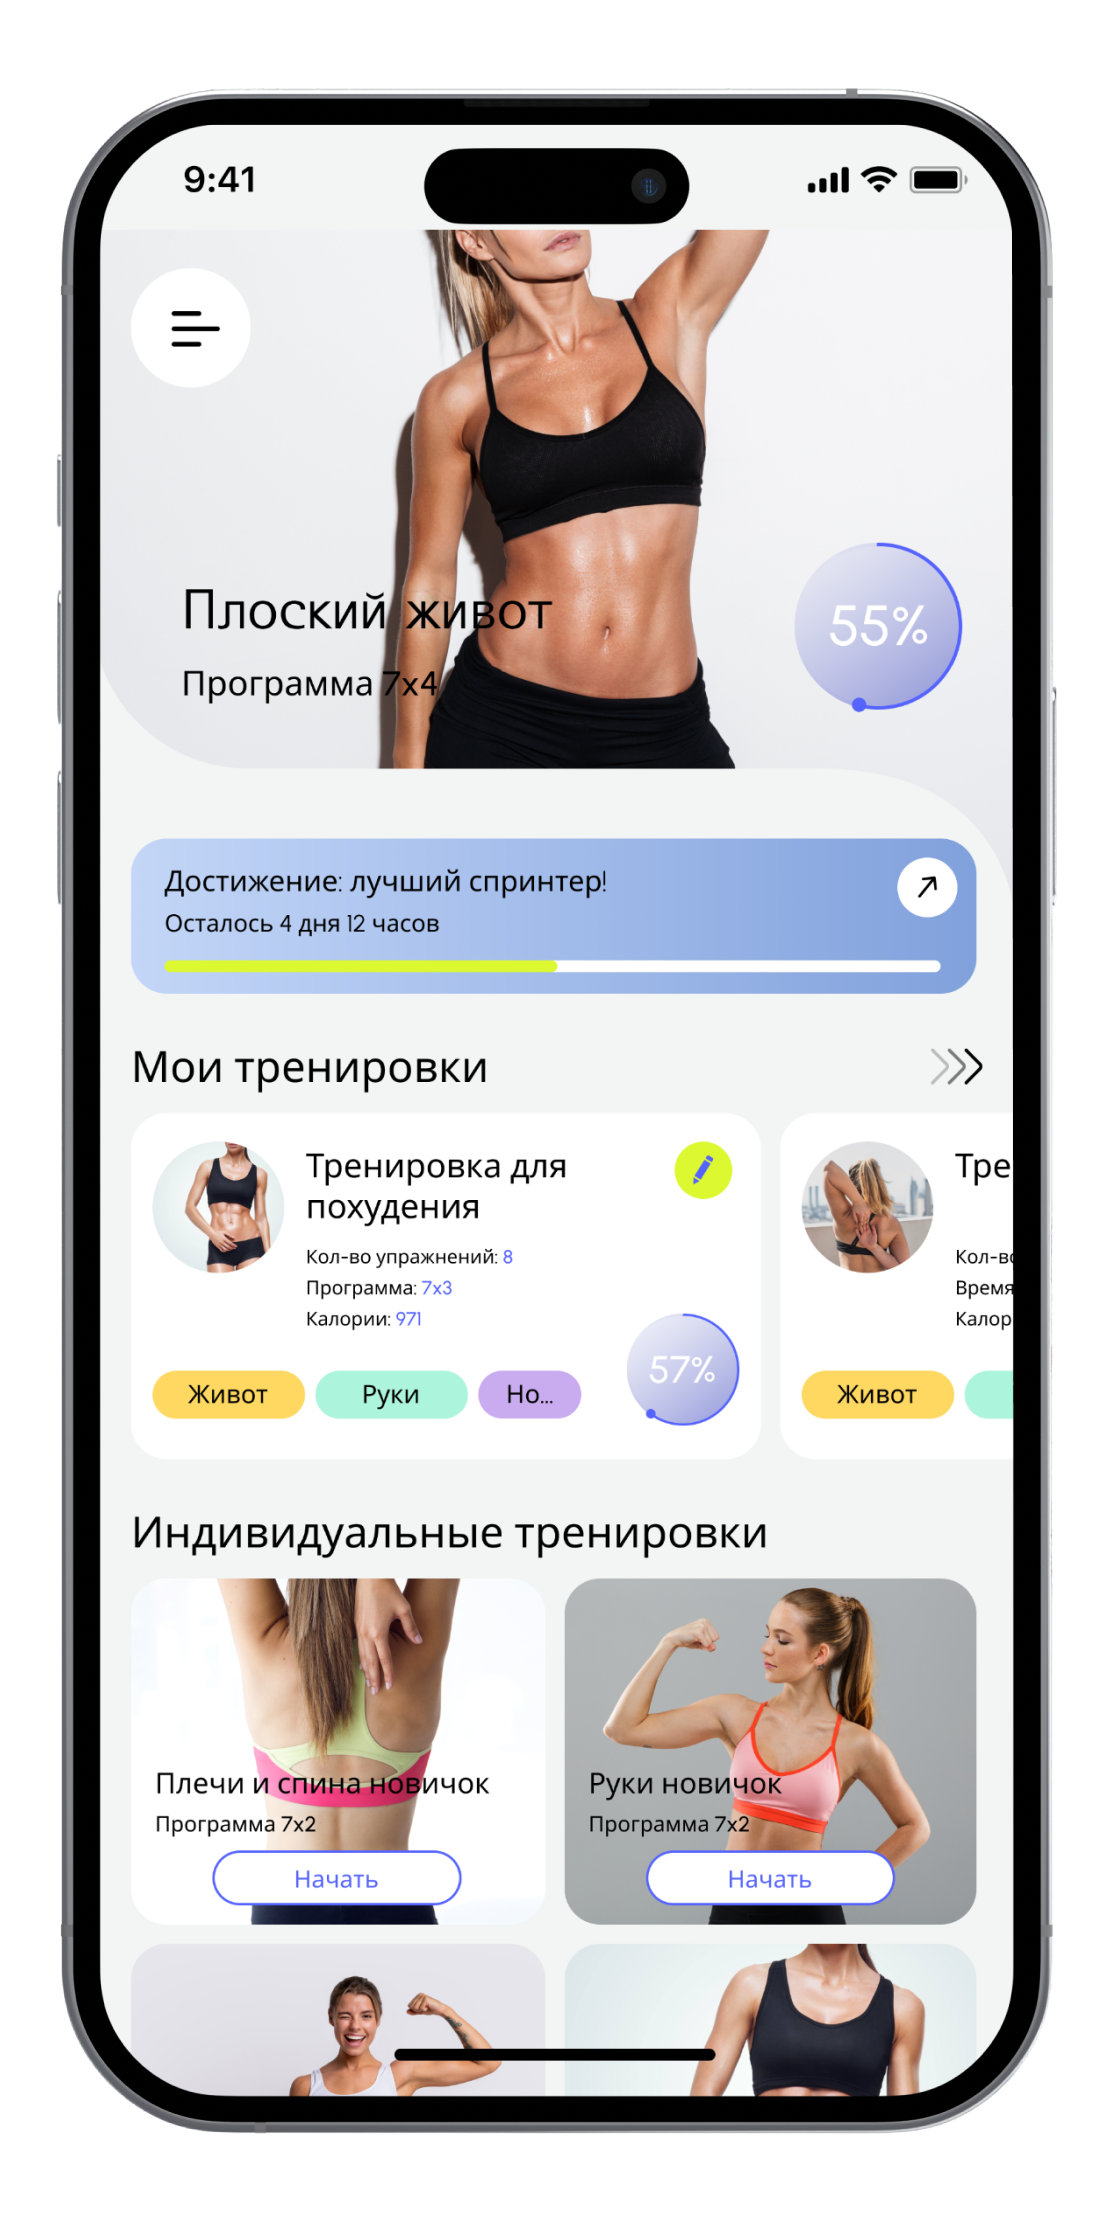 9:41
Плоский живот
Программа 7х4
55%
Достижение: лучший спринтер!
Осталось 4 дня 12 часов
Мои тренировки
Тренировка для
похудения
Кол-во упражнений: 8
Программа: 7х3
Калории: 971
57%
Живот
Руки
Но...
Тре
Кол-во
Время
Калор
Живот
Индивидуальные тренировки
Плечи и спина новичок
Программа 7х2
Начать
Руки новичок
Программа 7х2
Начать